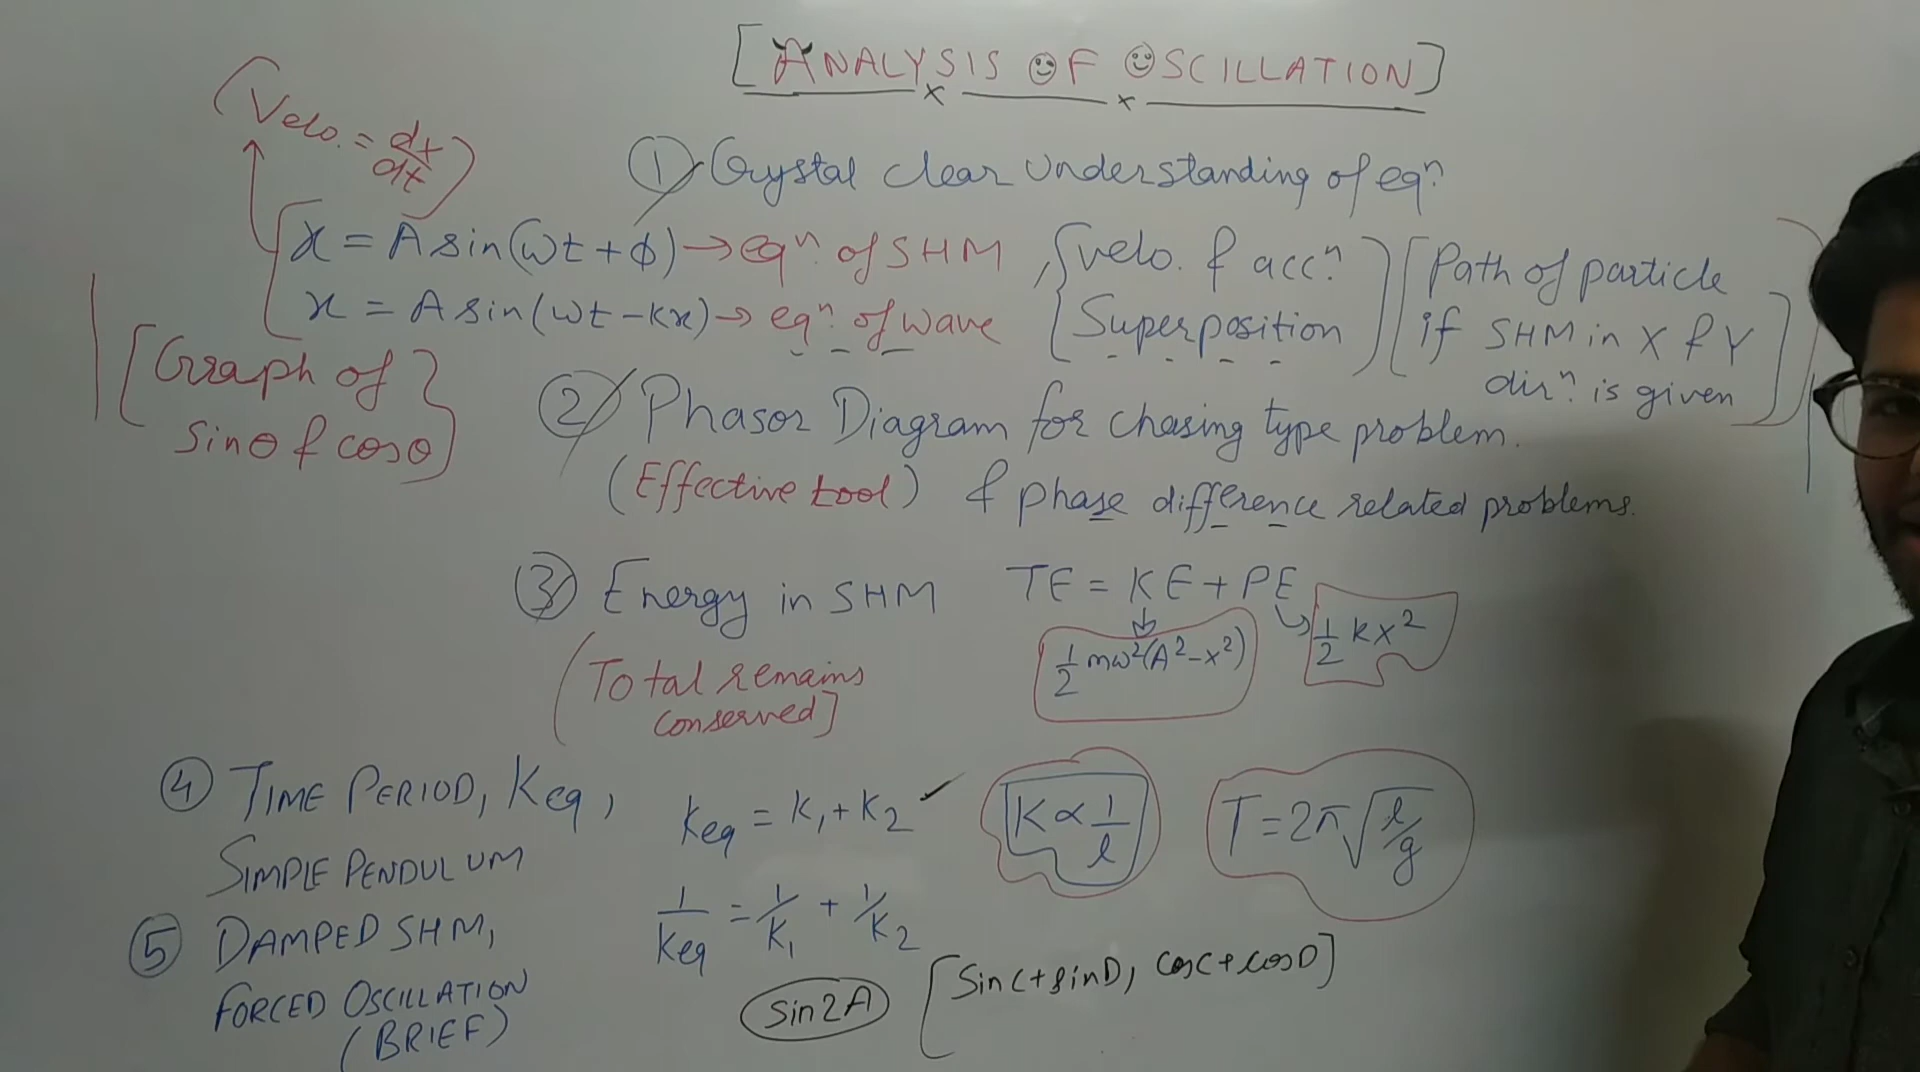 [ANALYSIS OF OSCILLATION]
(Velo. = dx/dt)
① Crystal clear understanding of eqⁿ.
x = A sin(ωt + ϕ) → eqⁿ. of SHM, {velo. & accⁿ.
x = A sin(ωt - kx) → eqⁿ. of wave {Superposition
[Path of particle
if SHM in X & Y
dirⁿ. is given]
[Graph of
sinθ & cosθ]
② Phasor Diagram for chasing type problem.
(Effective tool) & phase difference related problems.
③ Energy in SHM TE = KE + PE
(Total remains
conserved]
1/2 mω²(A² - x²)
1/2 kx²
④ TIME PERIOD, Keq,
SIMPLE PENDULUM
Keq = K₁ + K₂
K ∝ 1/l
T = 2π√l/g
1/Keq = 1/K₁ + 1/K₂
⑤ DAMPED SHM,
FORCED OSCILLATION
(BRIEF)
sin2A [sinC + sinD, cosC + cosD]